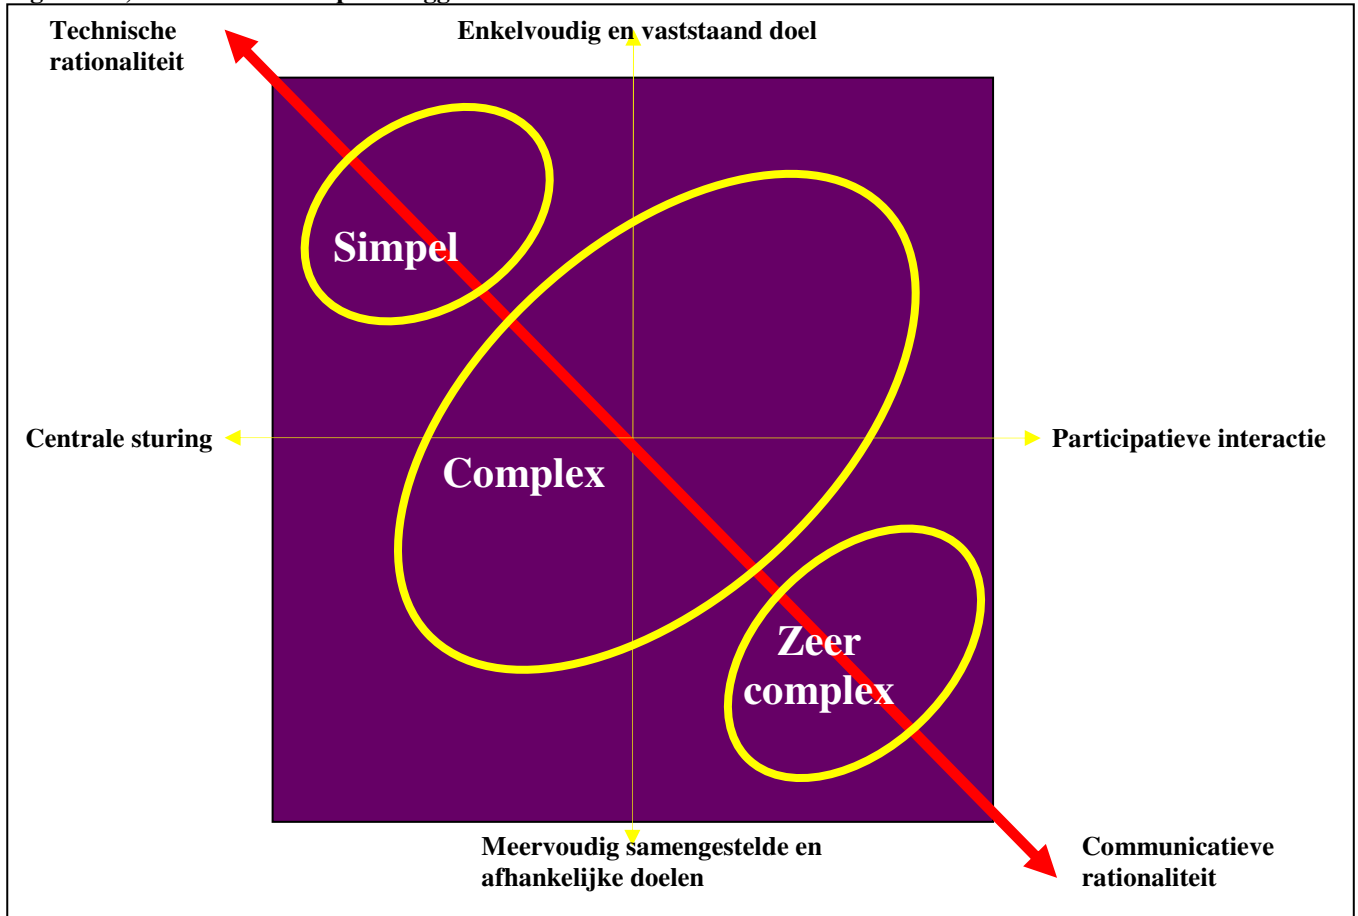 Technische
rationaliteit
Enkelvoudig en vaststaand doel
Simpel
Centrale sturing
Participatieve interactie
Complex
Zeer
complex
Meervoudig samengestelde en
afhankelijke doelen
Communicatieve
rationaliteit